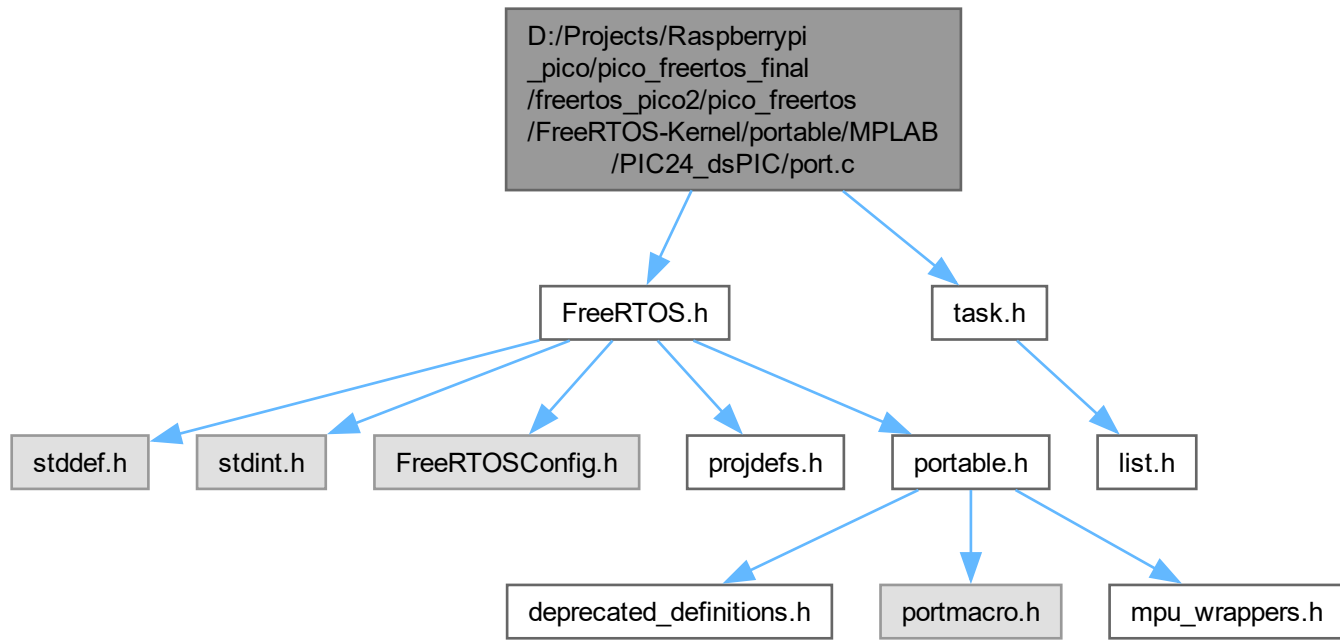 D:/Projects/Raspberrypi
_pico/pico_freertos_final
/freertos_pico2/pico_freertos
/FreeRTOS-Kernel/portable/MPLAB
/PIC24_dsPIC/port.c
FreeRTOS.h
task.h
stddef.h
stdint.h
FreeRTOSConfig.h
projdefs.h
portable.h
list.h
deprecated_definitions.h
portmacro.h
mpu_wrappers.h